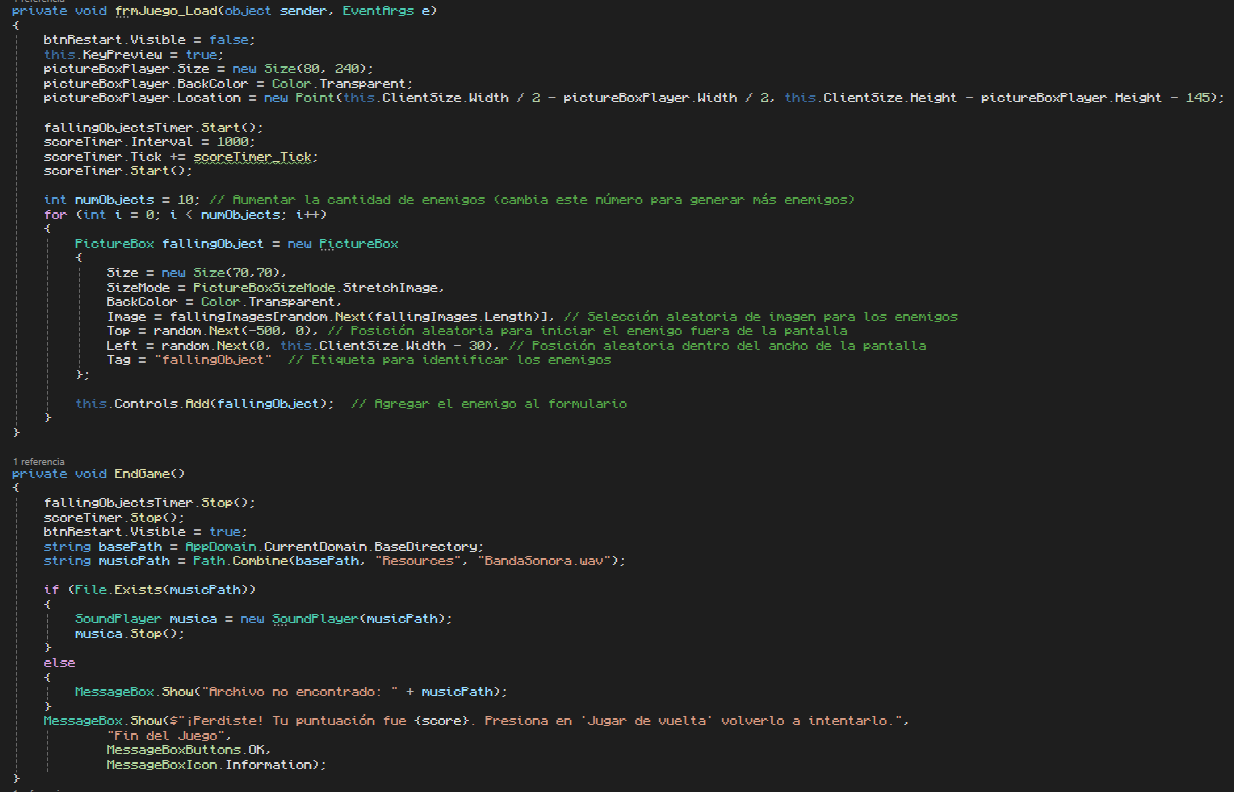 private void frmJuego_Load(object sender, EventArgs e)
{
    btnRestart.Visible = false;
    this.KeyPreview = true;
    pictureBoxPlayer.Size = new Size(80, 240);
    pictureBoxPlayer.BackColor = Color.Transparent;
    pictureBoxPlayer.Location = new Point(this.ClientSize.Width / 2 - pictureBoxPlayer.Width / 2, this.ClientSize.Height - pictureBoxPlayer.Height - 145);
    fallingObjectsTimer.Start();
    scoreTimer.Interval = 1000;
    scoreTimer.Tick += scoreTimer_Tick;
    scoreTimer.Start();
    int numObjects = 10; // Aumentar la cantidad de enemigos (cambia este número para generar más enemigos)
    for (int i = 0; i < numObjects; i++)
    {
        PictureBox fallingObject = new PictureBox
        {
            Size = new Size(70,70),
            SizeMode = PictureBoxSizeMode.StretchImage,
            BackColor = Color.Transparent,
            Image = fallingImages[random.Next(fallingImages.Length)], // Selección aleatoria de imagen para los enemigos
            Top = random.Next(-500, 0), // Posición aleatoria para iniciar el enemigo fuera de la pantalla
            Left = random.Next(0, this.ClientSize.Width - 30), // Posición aleatoria dentro del ancho de la pantalla
            Tag = "fallingObject"  // Etiqueta para identificar los enemigos
        };
        this.Controls.Add(fallingObject);  // Agregar el enemigo al formulario
    }
}
1 referencia
private void EndGame()
{
    fallingObjectsTimer.Stop();
    scoreTimer.Stop();
    btnRestart.Visible = true;
    string basePath = AppDomain.CurrentDomain.BaseDirectory;
    string musicPath = Path.Combine(basePath, "Resources", "BandaSonora.wav");
    if (File.Exists(musicPath))
    {
        SoundPlayer musica = new SoundPlayer(musicPath);
        musica.Stop();
    }
    else
    {
        MessageBox.Show("Archivo no encontrado: " + musicPath);
    }
    MessageBox.Show($"¡Perdiste! Tu puntuación fue {score}. Presiona en 'Jugar de vuelta' volverlo a intentarlo.",
            "Fin del Juego",
            MessageBoxButtons.OK,
            MessageBoxIcon.Information);
}